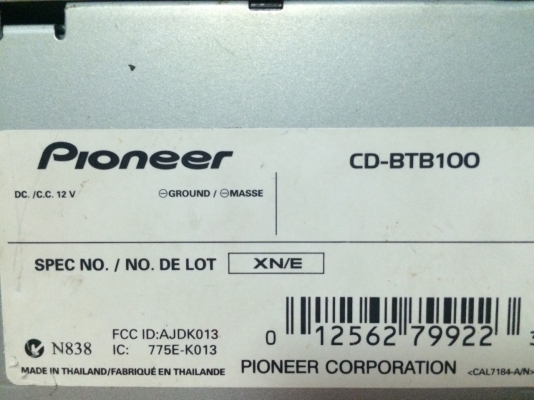 Pioneer
CD-BTB100
DC. /C.C. 12 V
⊖GROUND / ⊖MASSE
SPEC NO. / NO. DE LOT XN/E
N838
FCC ID:AJDK013
IC: 775E-K013
0 12562 79922 3
MADE IN THAILAND/FABRIQUÉ EN THAILANDE
PIONEER CORPORATION
<CAL7184-A/N>